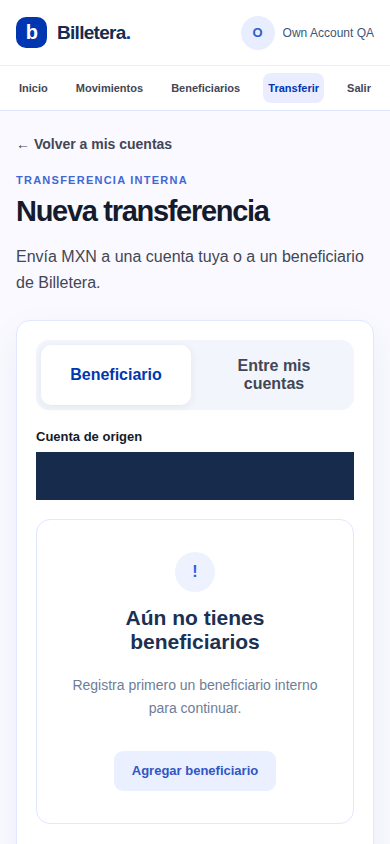 b Billetera.
O Own Account QA
Inicio Movimientos Beneficiarios Transferir Salir
← Volver a mis cuentas
TRANSFERENCIA INTERNA
Nueva transferencia
Envía MXN a una cuenta tuya o a un beneficiario
de Billetera.
Beneficiario
Entre mis
cuentas
Cuenta de origen
!
Aún no tienes
beneficiarios
Registra primero un beneficiario interno
para continuar.
Agregar beneficiario